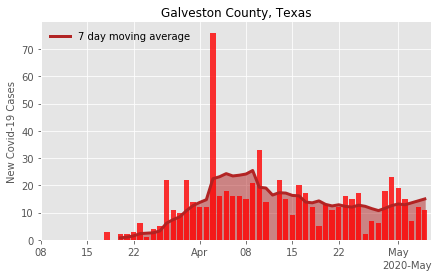 Galveston County, Texas
7 day moving average
New Covid-19 Cases
70
60
50
40
30
20
10
0
08 15 22 Apr 08 15 22 May
2020-May